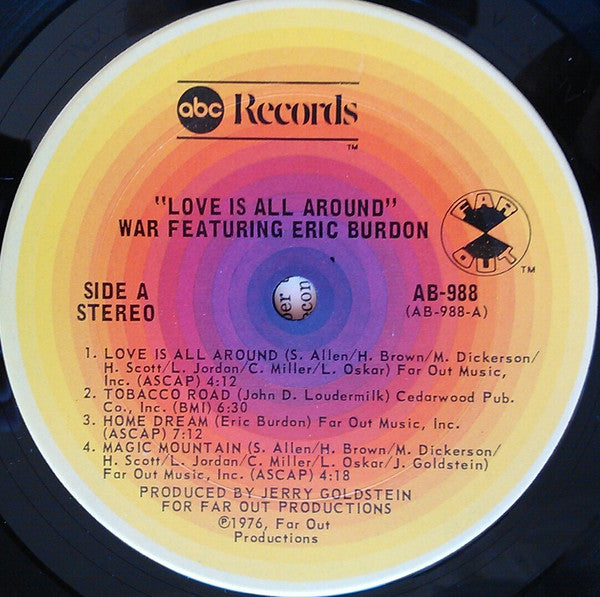 abc Records
TM
"LOVE IS ALL AROUND"
WAR FEATURING ERIC BURDON
FAR
OUT
TM
SIDE A
STEREO
AB-988
(AB-988-A)
1. LOVE IS ALL AROUND (S. Allen/H. Brown/M. Dickerson/
H. Scott/L. Jordan/C. Miller/L. Oskar) Far Out Music,
Inc. (ASCAP) 4:12
2. TOBACCO ROAD (John D. Loudermilk) Cedarwood Pub.
Co., Inc. (BMI) 6:30
3. HOME DREAM (Eric Burdon) Far Out Music, Inc.
(ASCAP) 7:12
4. MAGIC MOUNTAIN (S. Allen/H. Brown/M. Dickerson/
H. Scott/L. Jordan/C. Miller/L. Oskar/J. Goldstein)
Far Out Music, Inc. (ASCAP) 4:18
PRODUCED BY JERRY GOLDSTEIN
FOR FAR OUT PRODUCTIONS
℗1976, Far Out
Productions